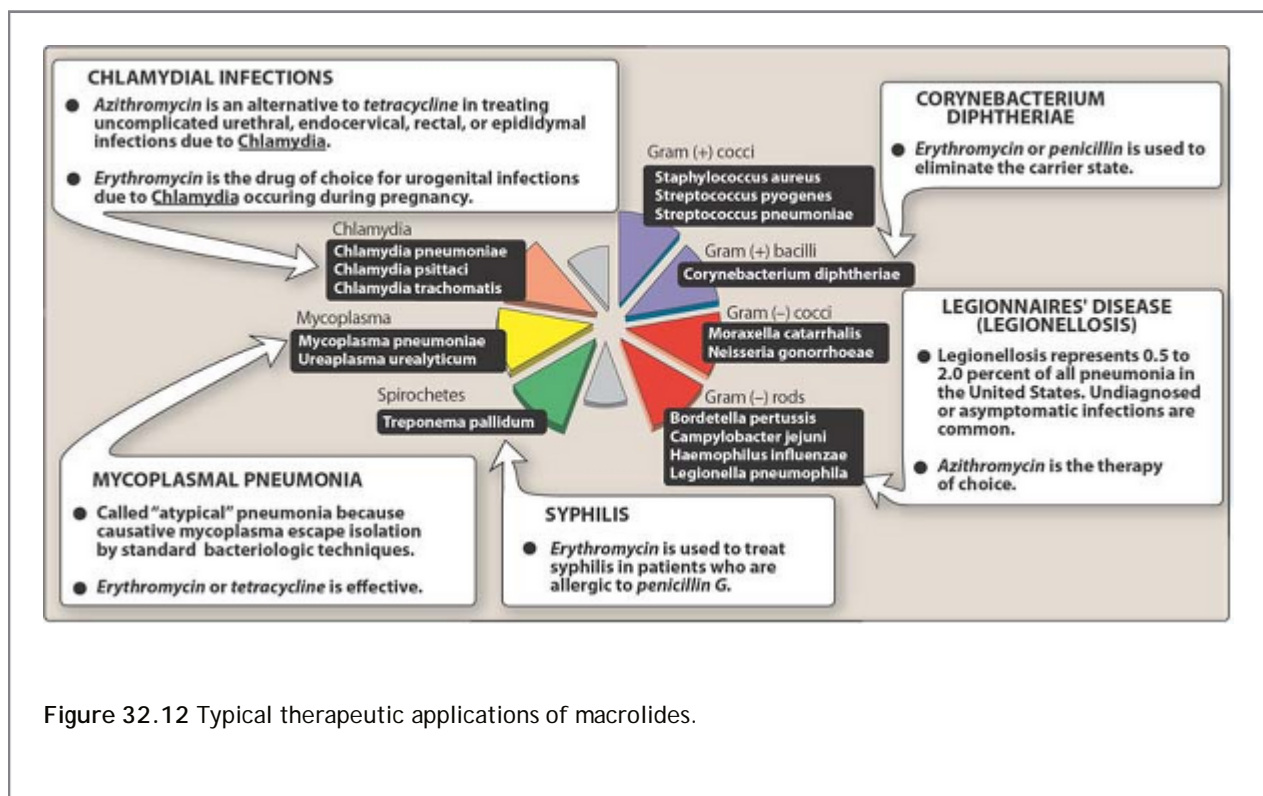 CHLAMYDIAL INFECTIONS
● Azithromycin is an alternative to tetracycline in treating
uncomplicated urethral, endocervical, rectal, or epididymal
infections due to Chlamydia.
● Erythromycin is the drug of choice for urogenital infections
due to Chlamydia occuring during pregnancy.
CORYNEBACTERIUM
DIPHTHERIAE
● Erythromycin or penicillin is used to
eliminate the carrier state.
Gram (+) cocci
Staphylococcus aureus
Streptococcus pyogenes
Streptococcus pneumoniae
Gram (+) bacilli
Corynebacterium diphtheriae
Chlamydia
Chlamydia pneumoniae
Chlamydia psittaci
Chlamydia trachomatis
Gram (–) cocci
Moraxella catarrhalis
Neisseria gonorrhoeae
Mycoplasma
Mycoplasma pneumoniae
Ureaplasma urealyticum
Gram (–) rods
Bordetella pertussis
Campylobacter jejuni
Haemophilus influenzae
Legionella pneumophila
Spirochetes
Treponema pallidum
LEGIONNAIRES' DISEASE
(LEGIONELLOSIS)
● Legionellosis represents 0.5 to
2.0 percent of all pneumonia in
the United States. Undiagnosed
or asymptomatic infections are
common.
● Azithromycin is the therapy
of choice.
MYCOPLASMAL PNEUMONIA
● Called “atypical” pneumonia because
causative mycoplasma escape isolation
by standard bacteriologic techniques.
● Erythromycin or tetracycline is effective.
SYPHILIS
● Erythromycin is used to treat
syphilis in patients who are
allergic to penicillin G.
Figure 32.12 Typical therapeutic applications of macrolides.